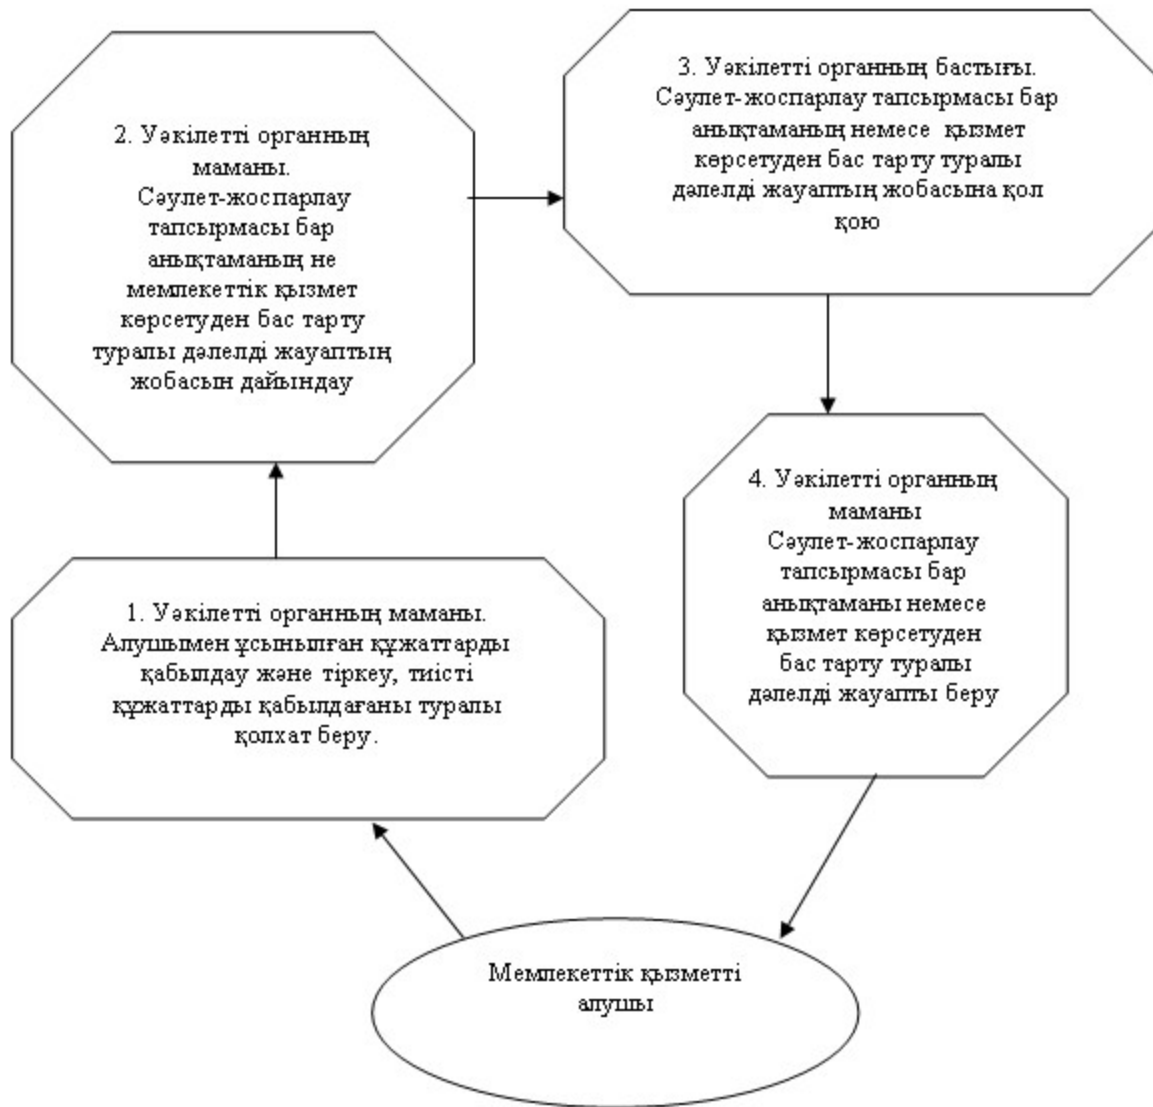 2. Уәкілетті органның
маманы.
Сәулет-жоспарлау
тапсырмасы бар
анықтаманың не
мемлекеттік қызмет
көрсетуден бас тарту
туралы дәлелді жауаптың
жобасын дайындау
3. Уәкілетті органның бастығы.
Сәулет-жоспарлау тапсырмасы бар
анықтаманың немесе қызмет
көрсетуден бас тарту туралы
дәлелді жауаптың жобасына қол
қою
4. Уәкілетті органның
маманы
Сәулет-жоспарлау
тапсырмасы бар
анықтаманы немесе
қызмет көрсетуден
бас тарту туралы
дәлелді жауапты беру
1. Уәкілетті органның маманы.
Алушымен ұсынылған құжаттарды
қабылдау және тіркеу, тиісті
құжаттарды қабылдағаны туралы
қолхат беру.
Мемлекеттік қызметті
алушы